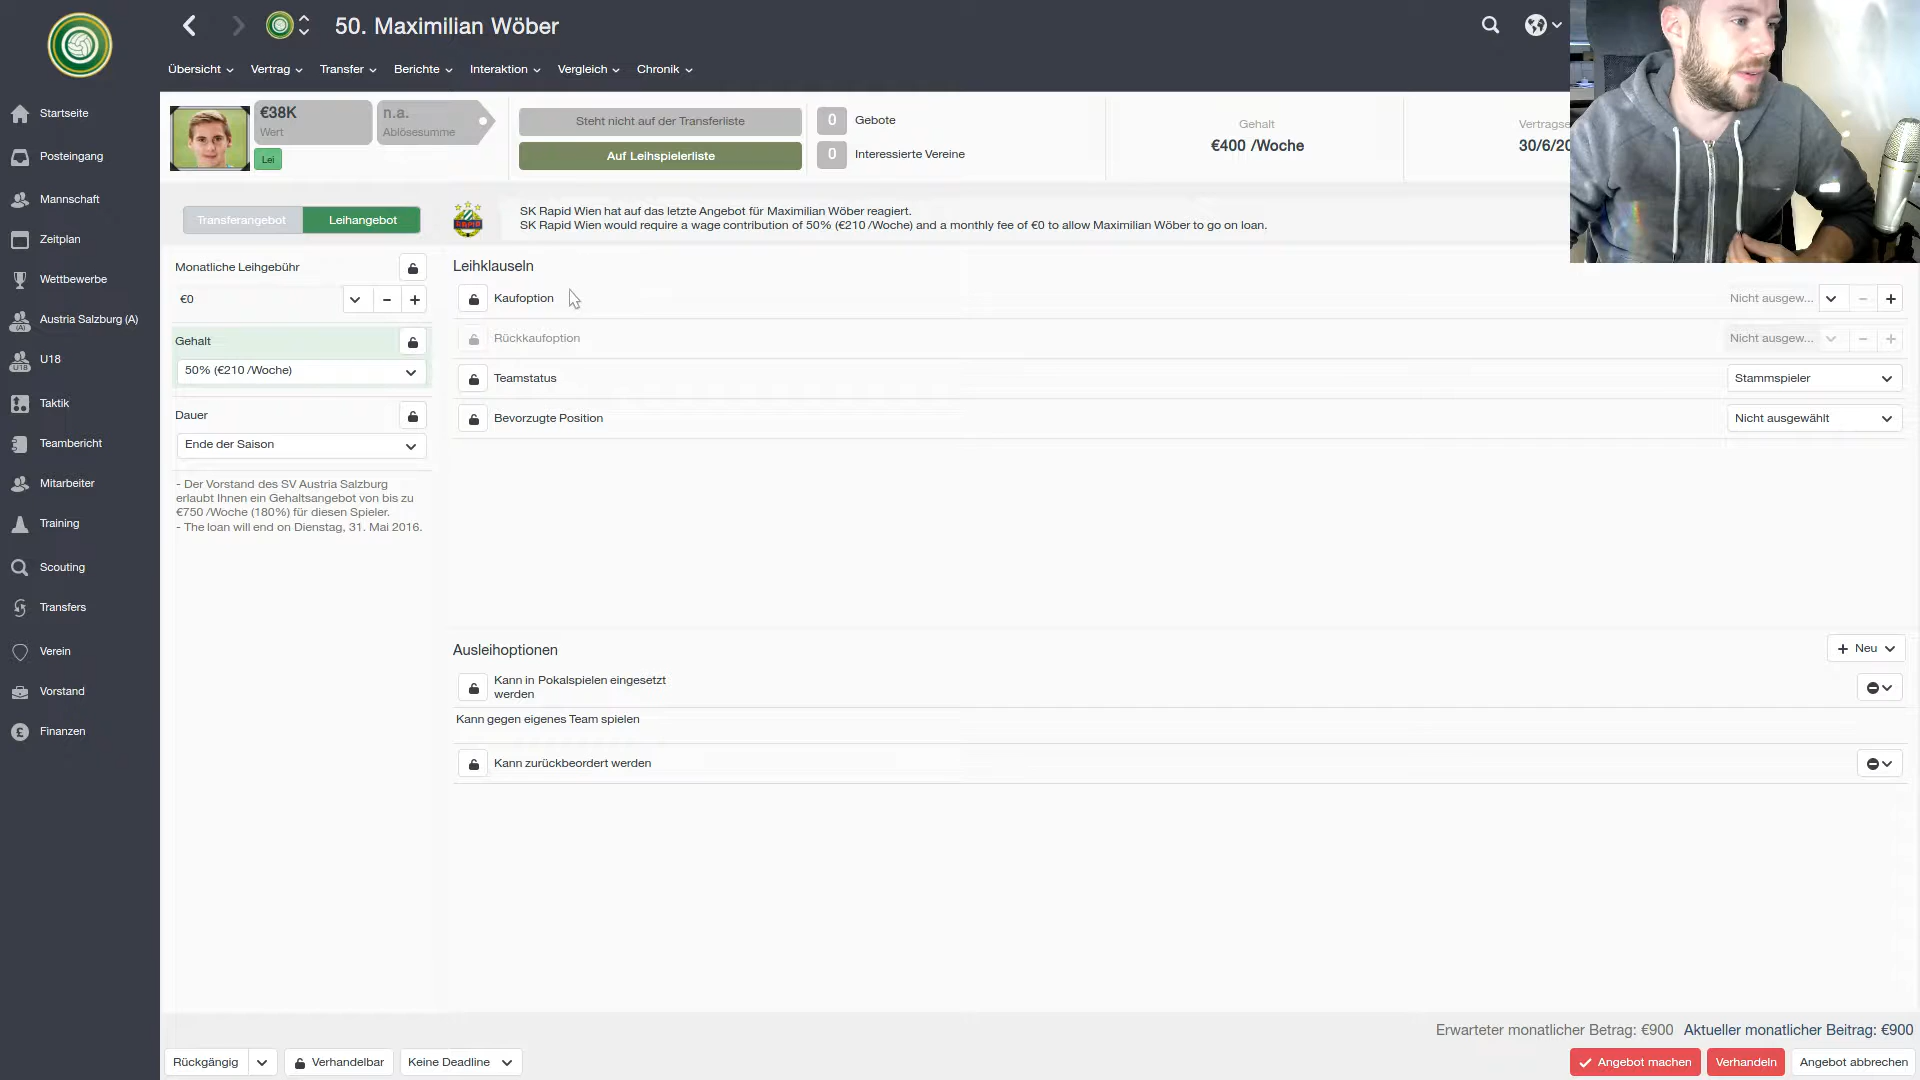 50. Maximilian Wöber
Übersicht
Vertrag
Transfer
Berichte
Interaktion
Vergleich
Chronik
Startseite
Posteingang
Mannschaft
Zeitplan
Wettbewerbe
Austria Salzburg (A)
U18
Taktik
Teambericht
Mitarbeiter
Training
Scouting
Transfers
Verein
Vorstand
Finanzen
€38K
Wert
n.a.
Ablösesumme
Lei
Steht nicht auf der Transferliste
Auf Leihspielerliste
0 Gebote
0 Interessierte Vereine
Gehalt
€400 /Woche
Vertragse
30/6/20
Transferangebot
Leihangebot
RAPID
SK Rapid Wien hat auf das letzte Angebot für Maximilian Wöber reagiert.
SK Rapid Wien would require a wage contribution of 50% (€210 /Woche) and a monthly fee of €0 to allow Maximilian Wöber to go on loan.
Monatliche Leihgebühr
€0
Gehalt
50% (€210 /Woche)
Dauer
Ende der Saison
- Der Vorstand des SV Austria Salzburg
erlaubt Ihnen ein Gehaltsangebot von bis zu
€750 /Woche (180%) für diesen Spieler.
- The loan will end on Dienstag, 31. Mai 2016.
Leihklauseln
Kaufoption
Nicht ausgew...
Rückkaufoption
Nicht ausgew...
Teamstatus
Stammspieler
Bevorzugte Position
Nicht ausgewählt
Ausleihoptionen
Neu
Kann in Pokalspielen eingesetzt
werden
Kann gegen eigenes Team spielen
Kann zurückbeordert werden
Erwarteter monatlicher Betrag: €900
Aktueller monatlicher Beitrag: €900
Rückgängig
Verhandelbar
Keine Deadline
Angebot machen
Verhandeln
Angebot abbrechen